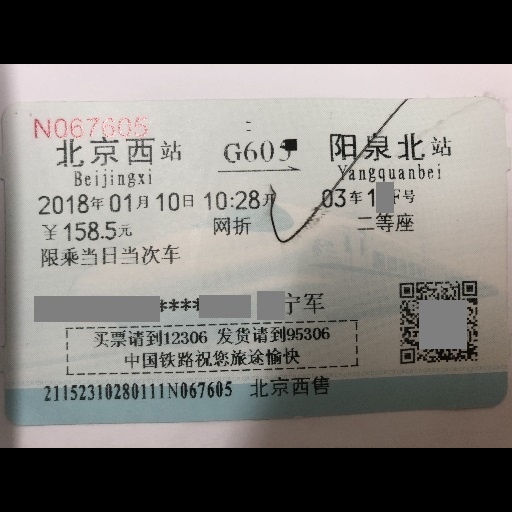 N067605
北京西站 G605 阳泉北站
Beijingxi Yangquanbei
2018年01月10日 10:28开 03车1 F号
￥158.5元 网折 二等座
限乘当日当次车
**** 宁军
买票请到12306 发货请到95306
中国铁路祝您旅途愉快
21152310280111N067605 北京西售